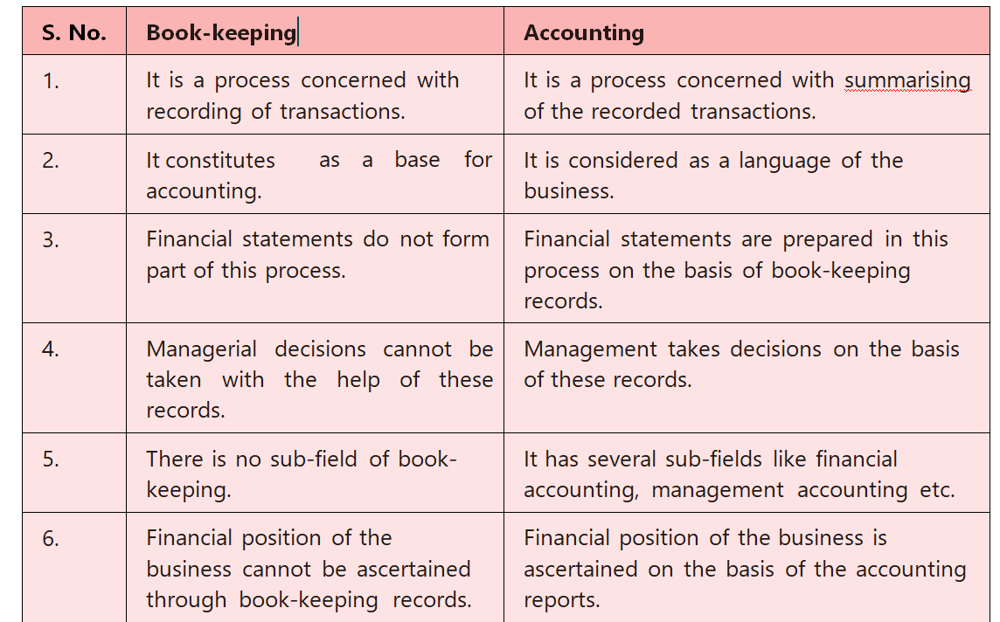 S. No. Book-keeping Accounting
1. It is a process concerned with It is a process concerned with summarising
recording of transactions. of the recorded transactions.
2. It constitutes as a base for It is considered as a language of the
accounting. business.
3. Financial statements do not form Financial statements are prepared in this
part of this process. process on the basis of book-keeping
records.
4. Managerial decisions cannot be Management takes decisions on the basis
taken with the help of these of these records.
records.
5. There is no sub-field of book- It has several sub-fields like financial
keeping. accounting, management accounting etc.
6. Financial position of the Financial position of the business is
business cannot be ascertained ascertained on the basis of the accounting
through book-keeping records. reports.